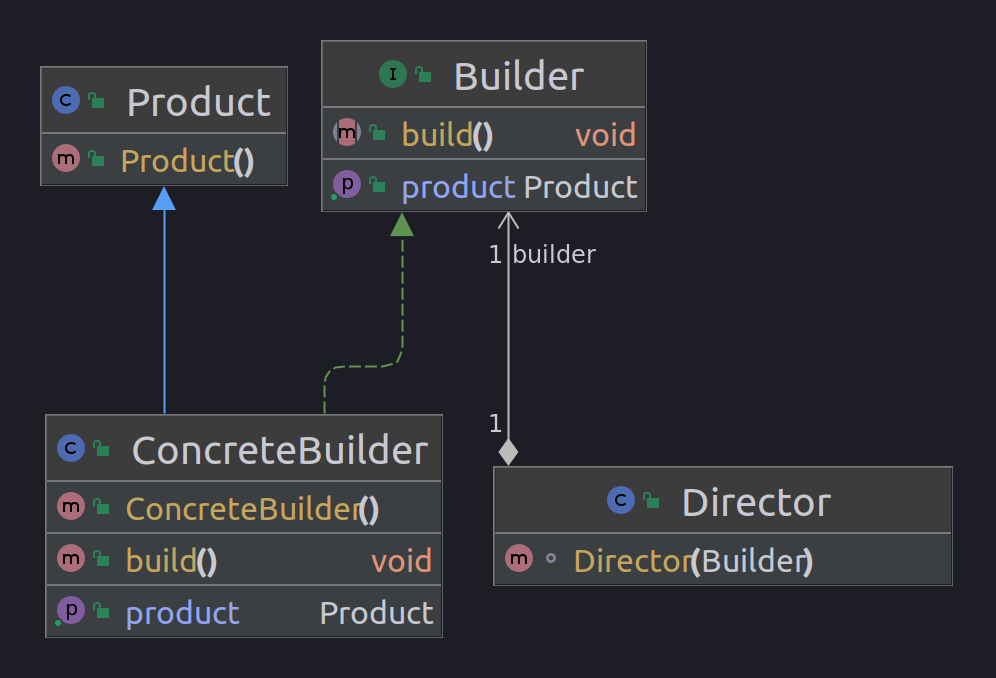 C Product
m Product()
I Builder
m build() void
p product Product
1 builder
1
C ConcreteBuilder
m ConcreteBuilder()
m build() void
p product Product
C Director
m Director(Builder)